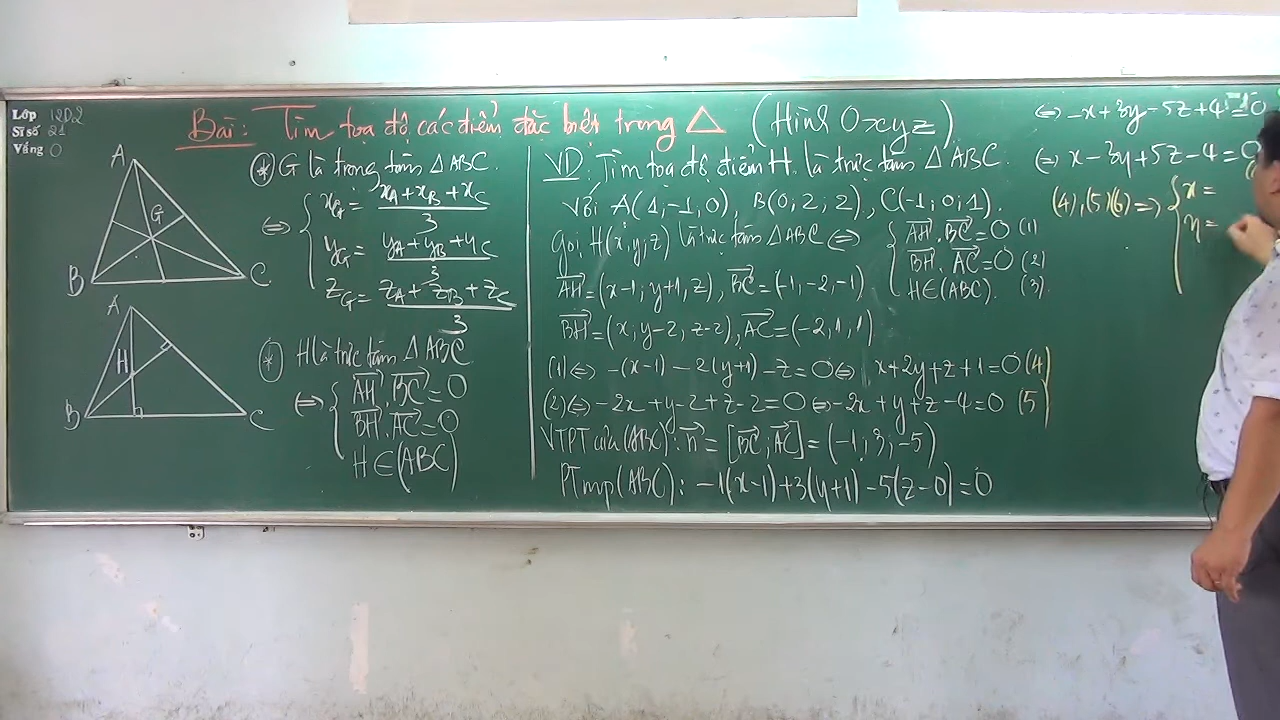 Lớp 12D2
Sĩ số 21
Vắng 0
Bài: Tìm tọa độ các điểm đặc biệt trong △ (Hình Oxyz)
A
G
B
C
A
H
B
C
* G là trọng tâm △ABC.
⇔ { x_G = (x_A + x_B + x_C)/3
y_G = (y_A + y_B + y_C)/3
z_G = (z_A + z_B + z_C)/3
* H là trực tâm △ABC
⇔ { AH⃗ . BC⃗ = 0
BH⃗ . AC⃗ = 0
H ∈ (ABC)
VD: Tìm tọa độ điểm H là trực tâm △ABC.
Với A(1;-1;0), B(0;2;2), C(-1;0;1).
Gọi H(x;y;z) là trực tâm △ABC ⇔ { AH⃗ . BC⃗ = 0 (1)
BH⃗ . AC⃗ = 0 (2)
H ∈ (ABC). (3)
AH⃗ = (x-1; y+1; z), BC⃗ = (-1;-2;-1)
BH⃗ = (x; y-2; z-2), AC⃗ = (-2;1;1)
(1) ⇔ -(x-1) - 2(y+1) - z = 0 ⇔ x+2y+z+1 = 0 (4)
(2) ⇔ -2x + y-2 + z-2 = 0 ⇔ -2x + y + z - 4 = 0 (5)
VTPT của (ABC): n⃗ = [BC⃗; AC⃗] = (-1; 3; -5)
PTmp (ABC): -1(x-1) + 3(y+1) - 5(z-0) = 0
⇔ -x + 3y - 5z + 4 = 0
⇔ x - 3y + 5z - 4 = 0
(4), (5), (6) ⇒ { x =
y =